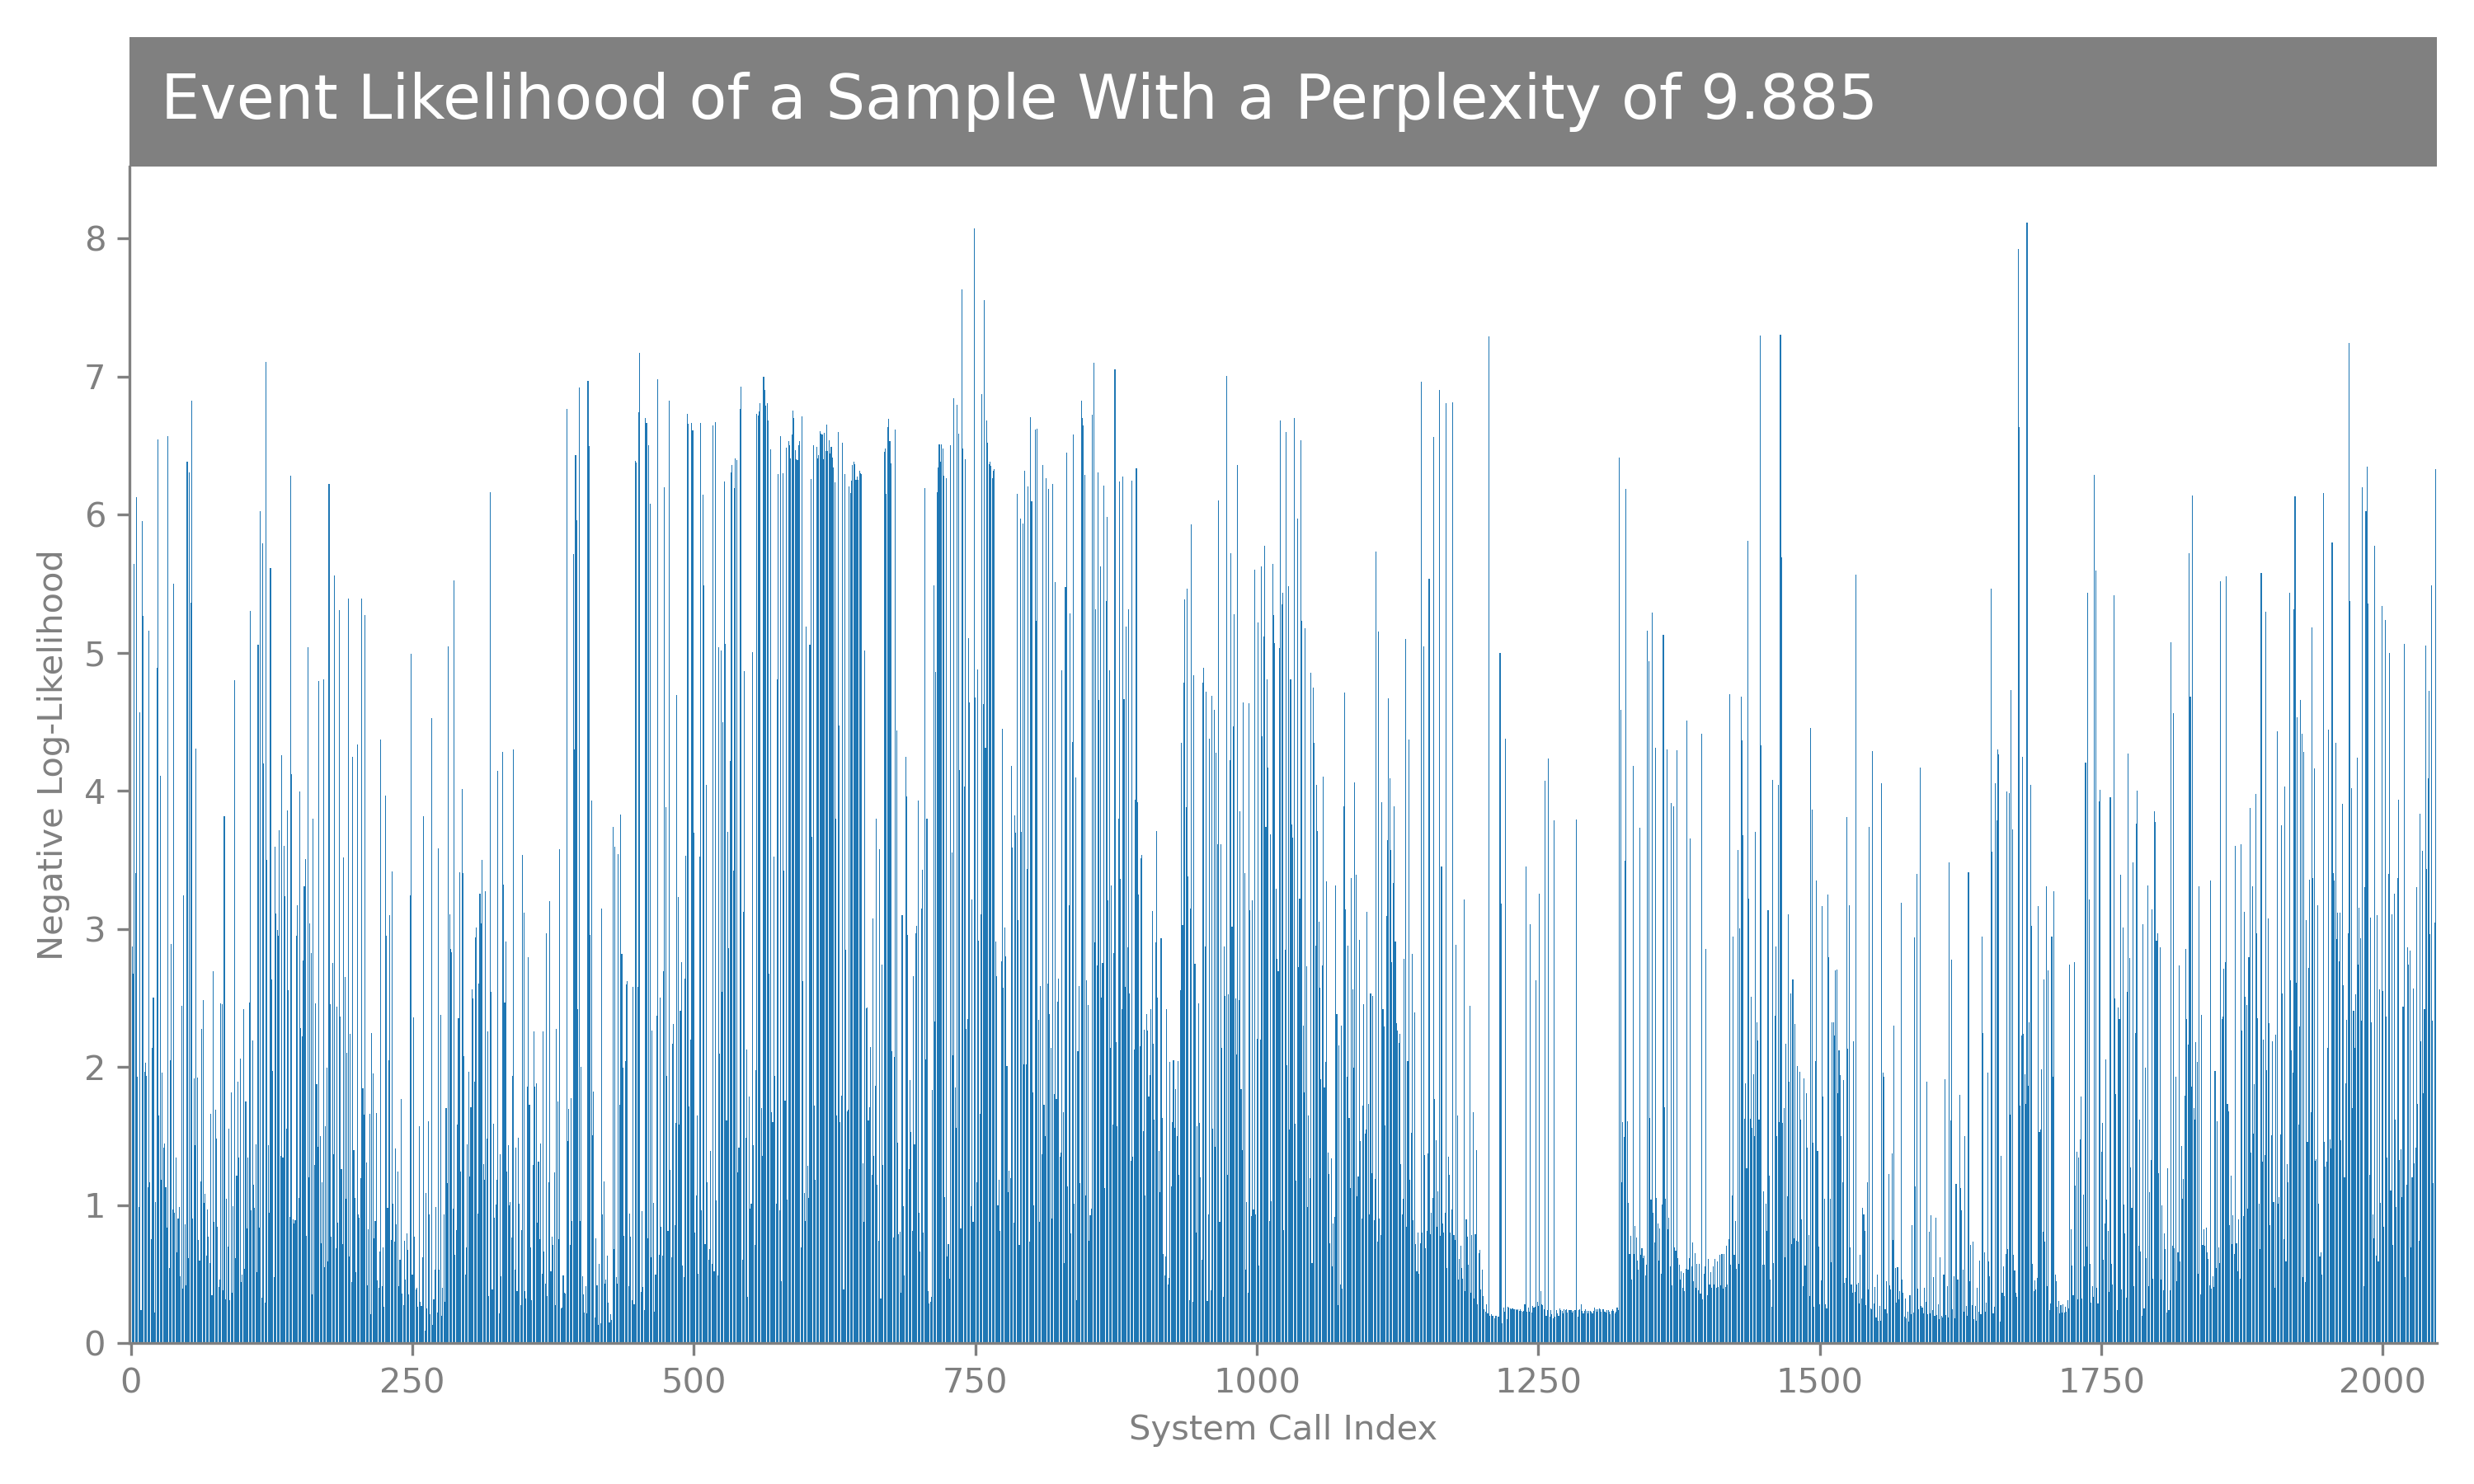 Event Likelihood of a Sample With a Perplexity of 9.885
Negative Log-Likelihood
8
7
6
5
4
3
2
1
0
0 250 500 750 1000 1250 1500 1750 2000
System Call Index